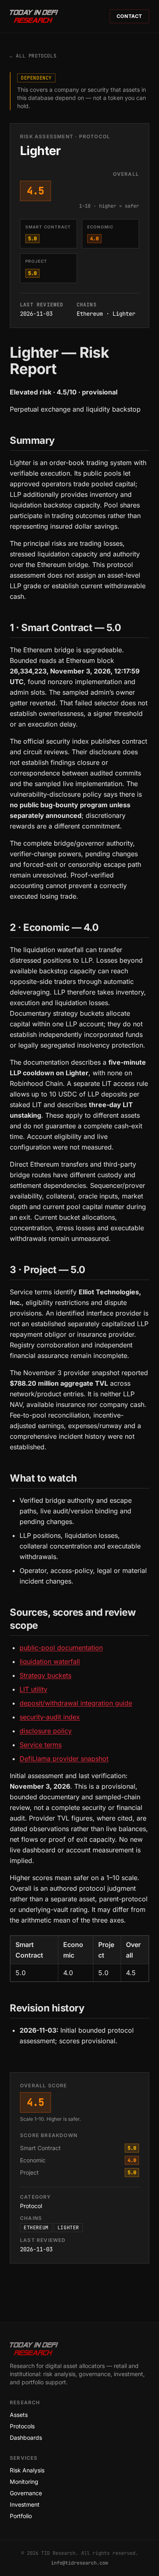 TODAY IN DEFI
RESEARCH
CONTACT
← ALL PROTOCOLS
DEPENDENCY
This covers a company or security that assets in
this database depend on — not a token you can
hold.
RISK ASSESSMENT · PROTOCOL
Lighter
OVERALL
4.5
1–10 · higher = safer
SMART CONTRACT
5.0
ECONOMIC
4.0
PROJECT
5.0
LAST REVIEWED
2026-11-03
CHAINS
Ethereum · Lighter
Lighter — Risk
Report
Elevated risk · 4.5/10 · provisional
Perpetual exchange and liquidity backstop
Summary
Lighter is an order-book trading system with
verifiable execution. Its public pools let
approved operators trade pooled capital;
LLP additionally provides inventory and
liquidation backstop capacity. Pool shares
participate in trading outcomes rather than
representing insured dollar savings.
The principal risks are trading losses,
stressed liquidation capacity and authority
over the Ethereum bridge. This protocol
assessment does not assign an asset-level
LLP grade or establish current withdrawable
cash.
1 · Smart Contract — 5.0
The Ethereum bridge is upgradeable.
Bounded reads at Ethereum block
26,334,223, November 3, 2026, 12:17:59
UTC, found nonzero implementation and
admin slots. The sampled admin's owner
getter reverted. That failed selector does not
establish ownerlessness, a signer threshold
or delay.
The official security index publishes contract
and circuit reviews. Their existence does
not establish findings closure or
correspondence between audited commits
and the sampled implementation. The
vulnerability-disclosure policy says there is
no public bug-bounty program unless
separately announced; discretionary
rewards are a different commitment.
The complete bridge/governor authority,
verifier-change powers, pending changes
and forced-exit or censorship escape path
remain unresolved. Proof-verified
accounting cannot prevent a correctly
executed losing trade.
2 · Economic — 4.0
The liquidation waterfall can transfer
distressed positions to LLP. Losses beyond
available backstop capacity can reach
opposite-side traders through automatic
deleveraging. LLP therefore takes inventory,
execution and liquidation losses.
Documentary strategy buckets allocate
capital within one LLP account; they do not
establish independently incorporated funds
or legally segregated insolvency protection.
The documentation describes a five-minute
LLP cooldown on Lighter, with none on
Robinhood Chain. A separate LIT rule allows
up to 10 USDC of LLP deposits per
staked LIT and describes three-day LIT
unstaking. Those apply to different assets
and do not guarantee a complete cash-exit
time. Account eligibility and live
configuration were not measured.
Direct Ethereum transfers and third-party
bridge routes have different custody and
settlement dependencies. Sequencer/prover
availability, collateral, oracle inputs, market
depth and current pool capital matter during
an exit. Current bucket allocations,
concentration, stress losses and executable
withdrawals remain unmeasured.
3 · Project — 5.0
Service terms identify Elliot Technologies,
Inc., eligibility restrictions and dispute
provisions. An identified interface provider is
not an established separately capitalized LLP
repayment obligor or insurance company.
Registry corroboration and independent
financial assurance remain incomplete.
The November 3 provider snapshot reported
$788.20 million aggregate TVL across
network/product entries. It is neither LLP
NAV, available insurance nor company cash.
Fee-to-pool reconciliation, incentive-
adjusted earnings, expenses/runway and a
comprehensive incident history were not
established.
What to watch
Verified bridge authority and escape
paths, live audit/version binding and
pending changes.
LLP positions, liquidation losses,
collateral concentration and executable
withdrawals.
Operator, access-policy, legal or material
incident changes.
Sources, scores and review
scope
public-pool documentation
liquidation waterfall
Strategy buckets
LIT utility
deposit/withdrawal integration guide
security-audit index
disclosure policy
Service terms
DefiLlama provider snapshot
Initial assessment and last verification:
November 3, 2026. This is a provisional,
bounded documentary and sampled-chain
review, not a complete security or financial
audit. Provider TVL figures, where cited, are
dated observations rather than live balances,
net flows or proof of exit capacity. No new
live dashboard or account measurement is
implied.
Higher scores mean safer on a 1–10 scale.
Overall is an authored protocol judgment
rather than a separate asset, parent-protocol
or underlying-vault rating. It may differ from
the arithmetic mean of the three axes.
Smart Contract Economic Project Overall
5.0 4.0 5.0 4.5
Revision history
2026-11-03: Initial bounded protocol
assessment; scores provisional.
OVERALL SCORE
4.5
Scale 1–10. Higher is safer.
SCORE BREAKDOWN
Smart Contract 5.0
Economic 4.0
Project 5.0
CATEGORY
Protocol
CHAINS
ETHEREUM LIGHTER
LAST REVIEWED
2026-11-03
TODAY IN DEFI
RESEARCH
Research for digital asset allocators — retail and
institutional: risk analysis, governance, investment,
and portfolio support.
RESEARCH
Assets
Protocols
Dashboards
SERVICES
Risk Analysis
Monitoring
Governance
Investment
Portfolio
© 2026 TID Research. All rights reserved.
info@tidresearch.com